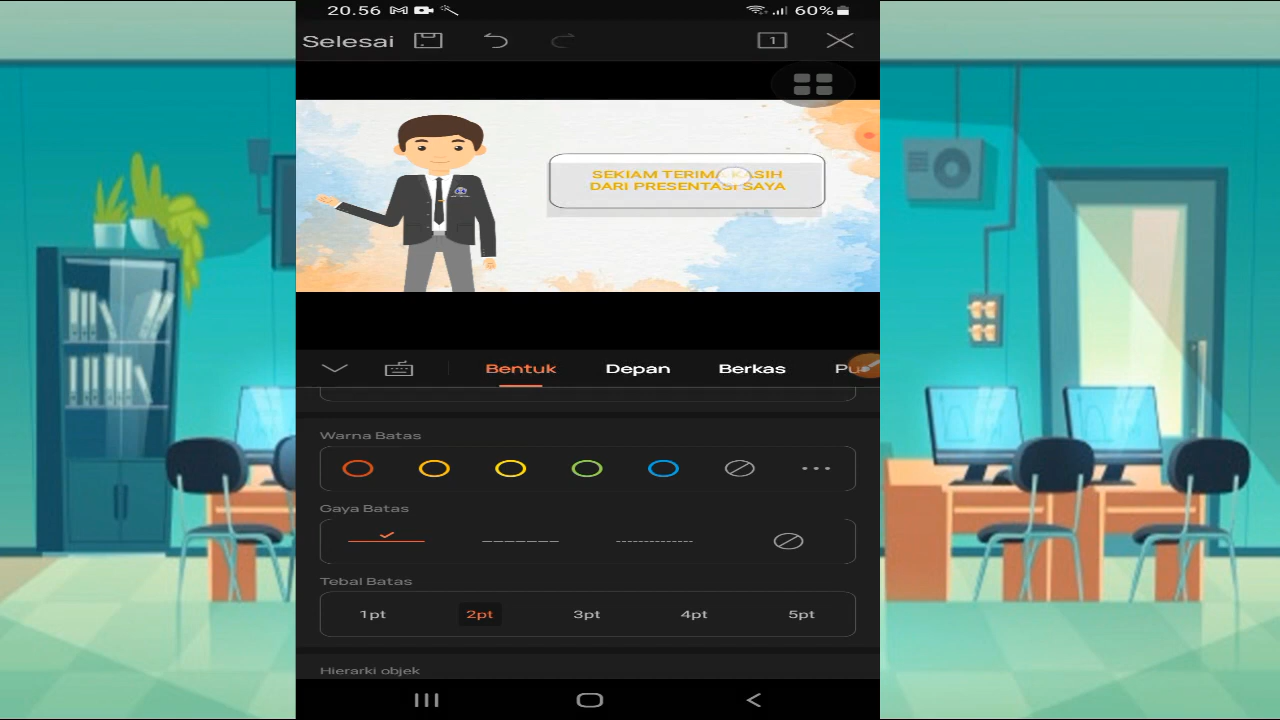 20.56
60%
Selesai
1
SEKIAM TERIMA KASIH
DARI PRESENTASI SAYA
Bentuk
Depan
Berkas
Warna Batas
Gaya Batas
Tebal Batas
1pt
2pt
3pt
4pt
5pt
Hierarki objek